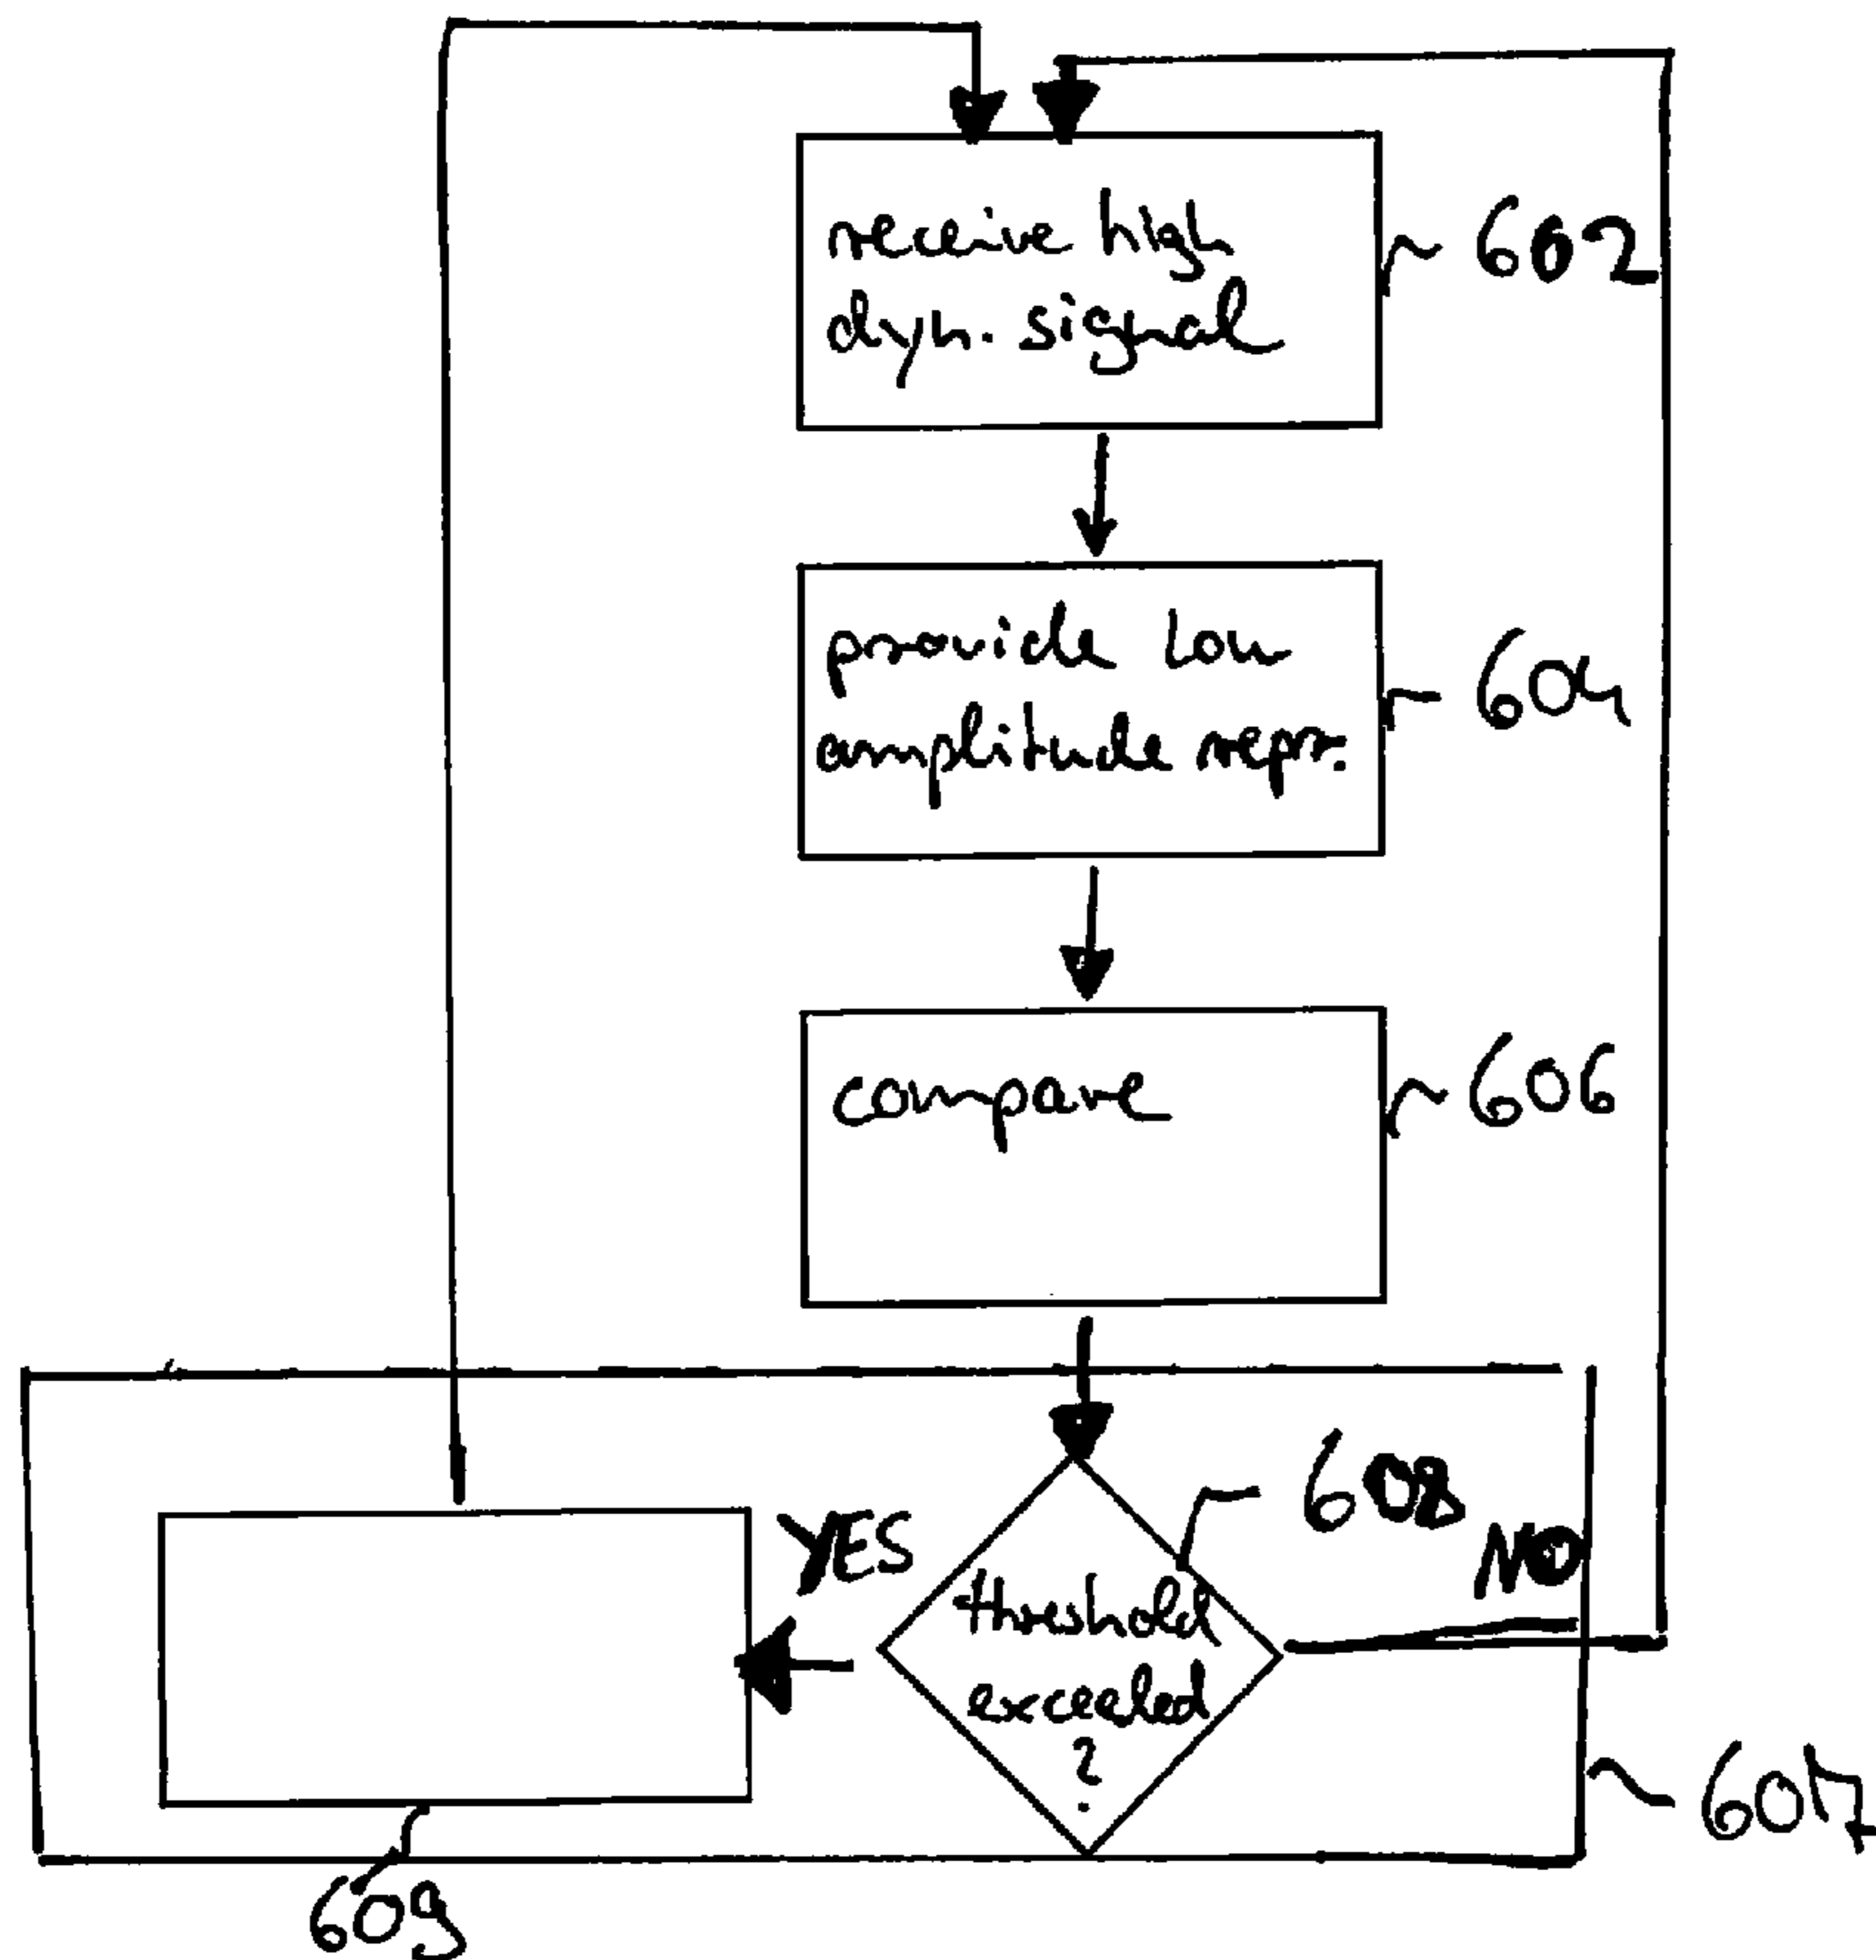 receive high
dyn. signal
~ 602
provide low
amplitude repr.
~ 604
compare
~ 606
~ 608
YES
NO
threshold
exceeded
?
~ 607
609